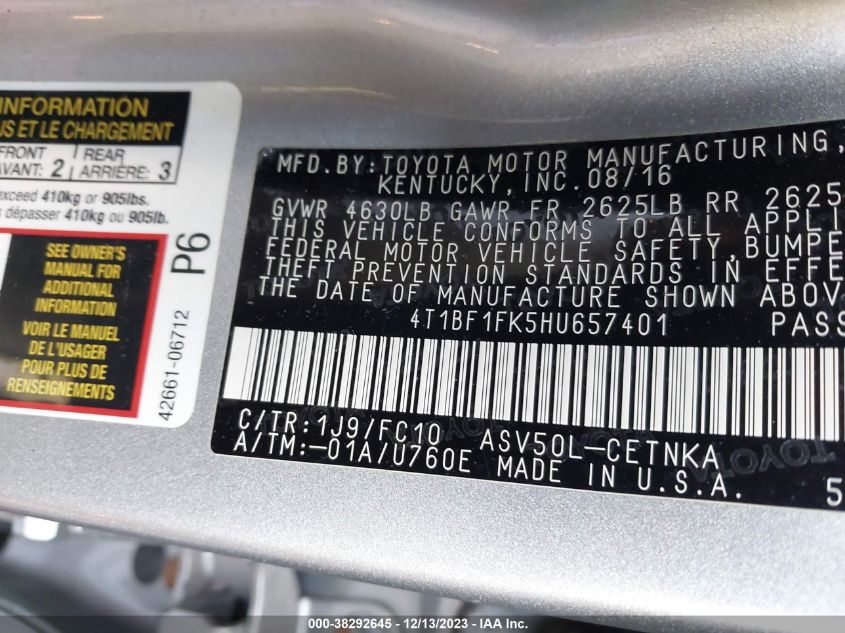 INFORMATION
US ET LE CHARGEMENT
FRONT
AVANT: 2
REAR
ARRIÈRE: 3
exceed 410kg or 905lbs.
s dépasser 410kg ou 905lb.
SEE OWNER'S
MANUAL FOR
ADDITIONAL
INFORMATION
VOIR LE MANUEL
DE L'USAGER
POUR PLUS DE
RENSEIGNEMENTS
P6
42661-06712
MFD. BY: TOYOTA MOTOR MANUFACTURING,
KENTUCKY, INC. 08/16
GVWR 4630LB GAWR FR 2625LB RR 2625
THIS VEHICLE CONFORMS TO ALL APPLI
FEDERAL MOTOR VEHICLE SAFETY, BUMPE
THEFT PREVENTION STANDARDS IN EFFE
THE DATE OF MANUFACTURE SHOWN ABOV
4T1BF1FK5HU657401 PASS
C/TR: 1J9/FC10 ASV50L-CETNKA
A/TM: -01A/U760E MADE IN U.S.A. 5
000-38292645 - 12/13/2023 - IAA Inc.